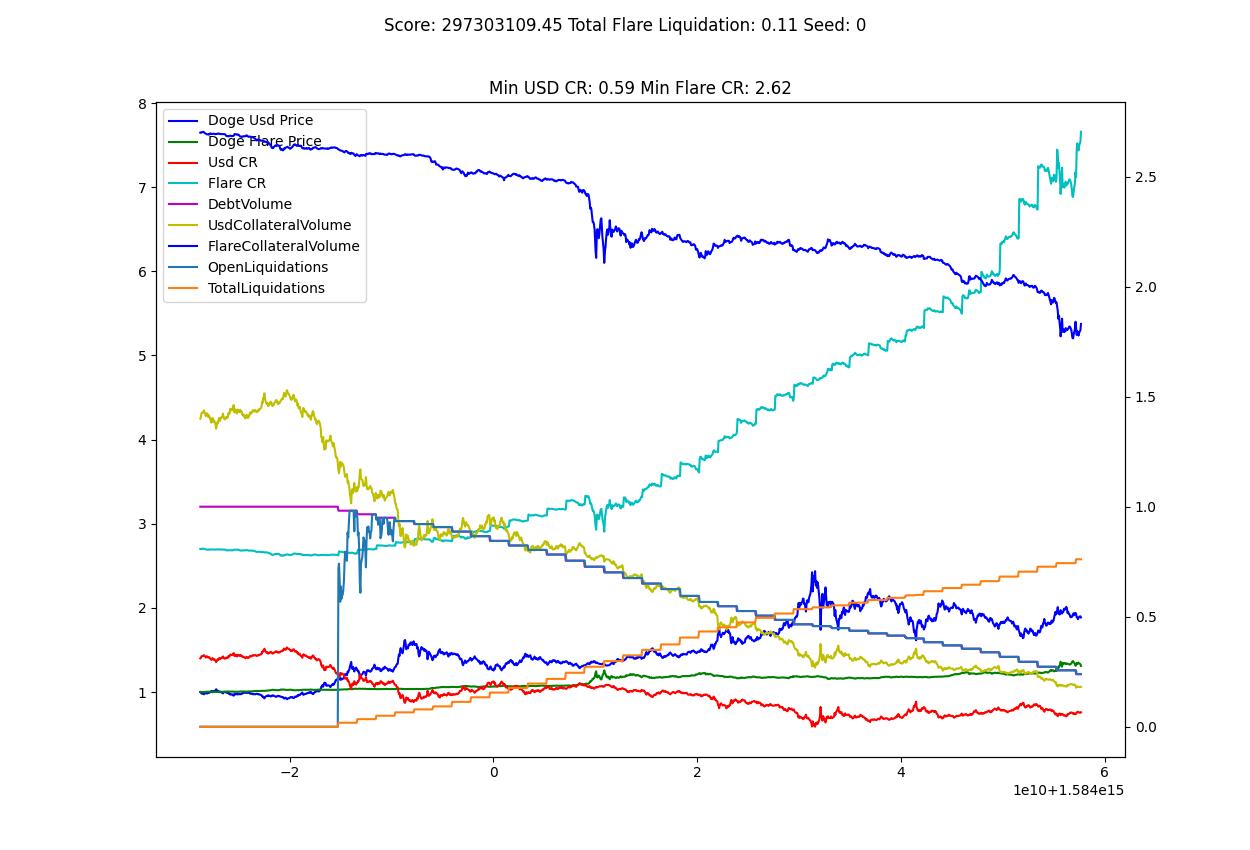 Score: 297303109.45 Total Flare Liquidation: 0.11 Seed: 0
Min USD CR: 0.59 Min Flare CR: 2.62
Doge Usd Price
Doge Flare Price
Usd CR
Flare CR
DebtVolume
UsdCollateralVolume
FlareCollateralVolume
OpenLiquidations
TotalLiquidations
8
7
6
5
4
3
2
1
2.5
2.0
1.5
1.0
0.5
0.0
−2
0
2
4
6
1e10+1.584e15